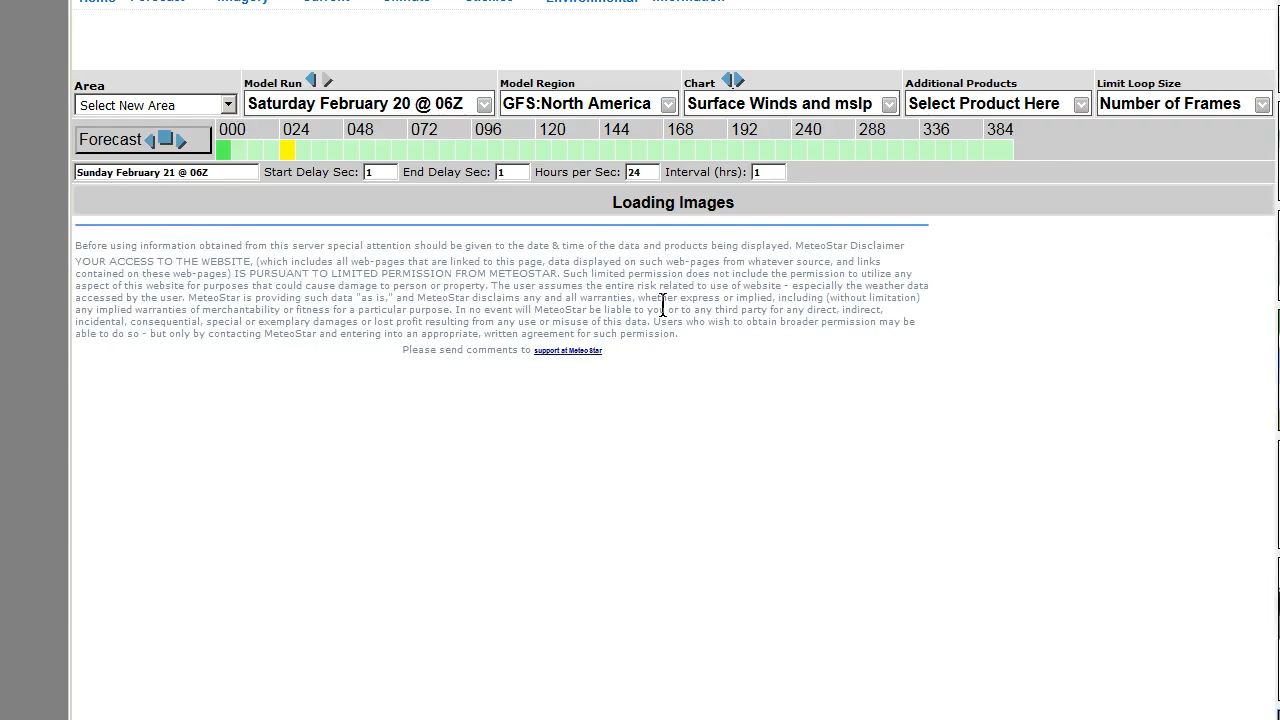 Home Forecast Imagery Current Climate Current Environmental Information
Area
Model Run
Model Region
Chart
Additional Products
Limit Loop Size
Select New Area
Saturday February 20 @ 06Z
GFS:North America
Surface Winds and mslp
Select Product Here
Number of Frames
Forecast
000 024 048 072 096 120 144 168 192 240 288 336 384
Sunday February 21 @ 06Z Start Delay Sec: 1 End Delay Sec: 1 Hours per Sec: 24 Interval (hrs): 1
Loading Images
Before using information obtained from this server special attention should be given to the date & time of the data and products being displayed. MeteoStar Disclaimer
YOUR ACCESS TO THE WEBSITE, (which includes all web-pages that are linked to this page, data displayed on such web-pages from whatever source, and links
contained on these web-pages) IS PURSUANT TO LIMITED PERMISSION FROM METEOSTAR. Such limited permission does not include the permission to utilize any
aspect of this website for purposes that could cause damage to person or property. The user assumes the entire risk related to use of website - especially the weather data
accessed by the user. MeteoStar is providing such data "as is," and MeteoStar disclaims any and all warranties, whether express or implied, including (without limitation)
any implied warranties of merchantability or fitness for a particular purpose. In no event will MeteoStar be liable to you or to any third party for any direct, indirect,
incidental, consequential, special or exemplary damages or lost profit resulting from any use or misuse of this data. Users who wish to obtain broader permission may be
able to do so - but only by contacting MeteoStar and entering into an appropriate, written agreement for such permission.
Please send comments to support at MeteoStar